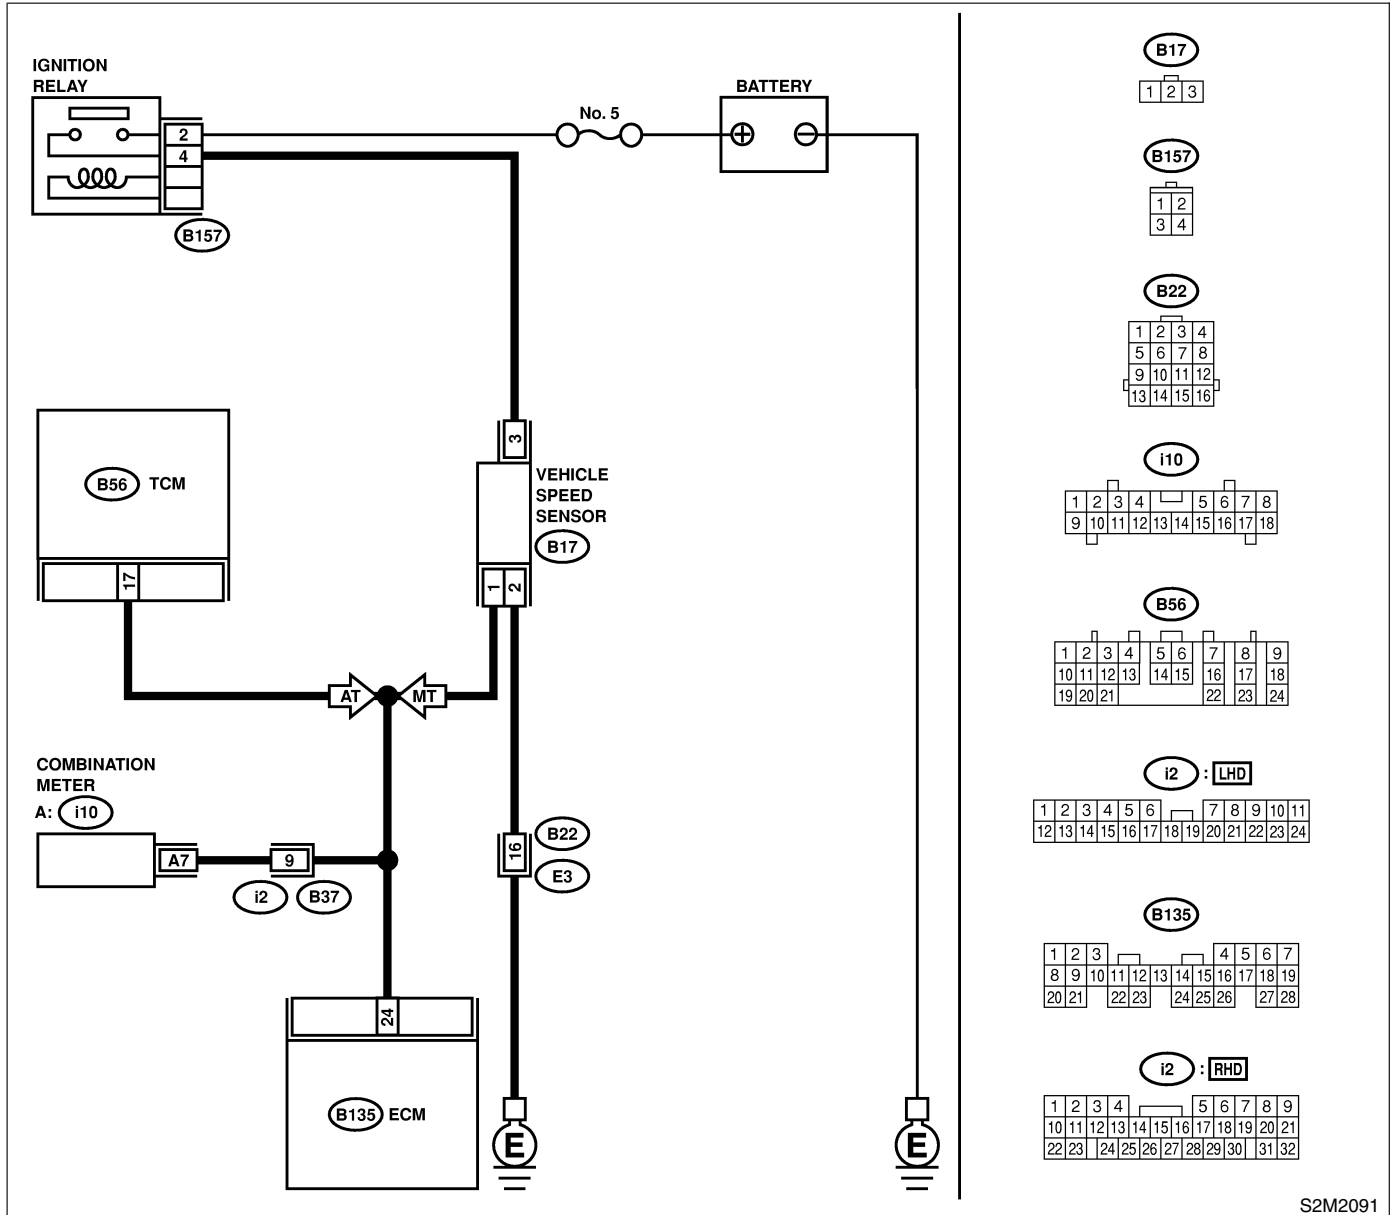 IGNITION
RELAY
2
4
B157
No. 5
BATTERY
+ −
B56 TCM
17
3
VEHICLE
SPEED
SENSOR
B17
1 2
AT MT
COMBINATION
METER
A: i10
A7
9
i2 B37
B22
16
E3
24
B135 ECM
E
E
B17
1 2 3
B157
1 2
3 4
B22
1 2 3 4
5 6 7 8
9 10 11 12
13 14 15 16
i10
1 2 3 4 5 6 7 8
9 10 11 12 13 14 15 16 17 18
B56
1 2 3 4 5 6 7 8 9
10 11 12 13 14 15 16 17 18
19 20 21 22 23 24
i2 : LHD
1 2 3 4 5 6 7 8 9 10 11
12 13 14 15 16 17 18 19 20 21 22 23 24
B135
1 2 3 4 5 6 7
8 9 10 11 12 13 14 15 16 17 18 19
20 21 22 23 24 25 26 27 28
i2 : RHD
1 2 3 4 5 6 7 8 9
10 11 12 13 14 15 16 17 18 19 20 21
22 23 24 25 26 27 28 29 30 31 32
S2M2091